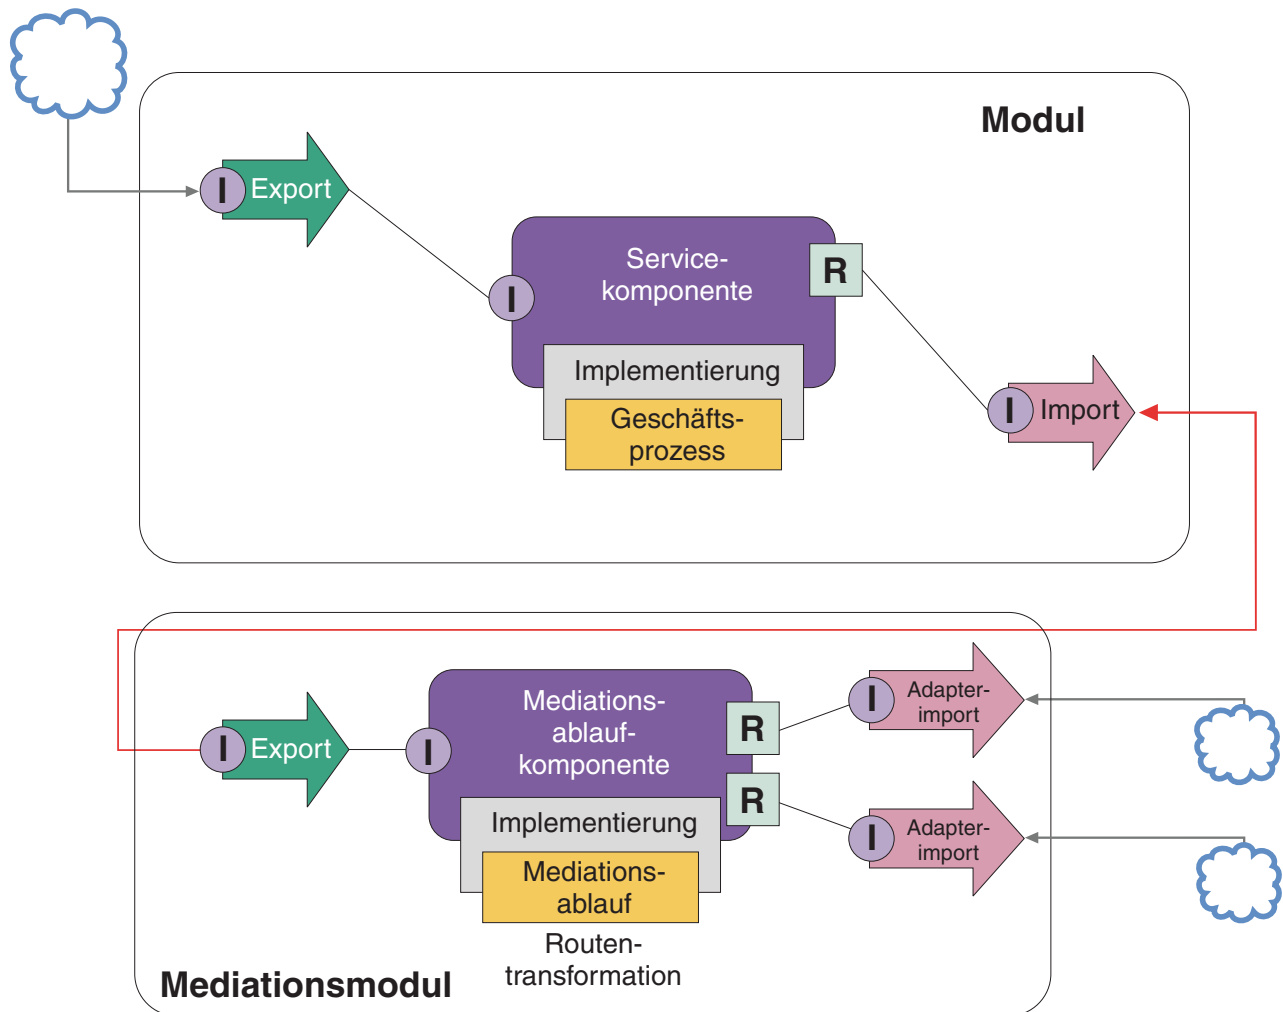 Modul
I
Export
Service-
komponente
R
I
Implementierung
Geschäfts-
prozess
I
Import
I
Export
I
Mediations-
ablauf-
komponente
R
R
Implementierung
Mediations-
ablauf
Routen-
transformation
I
Adapter-
import
I
Adapter-
import
Mediationsmodul